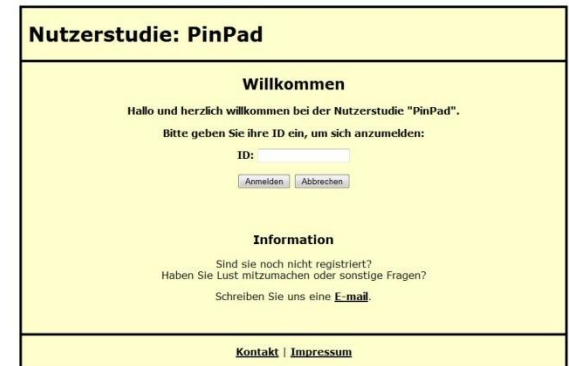 Nutzerstudie: PinPad
Willkommen
Hallo und herzlich willkommen bei der Nutzerstudie "PinPad".
Bitte geben Sie ihre ID ein, um sich anzumelden:
ID:
Anmelden Abbrechen
Information
Sind sie noch nicht registriert?
Haben Sie Lust mitzumachen oder sonstige Fragen?
Schreiben Sie uns eine E-mail.
Kontakt | Impressum